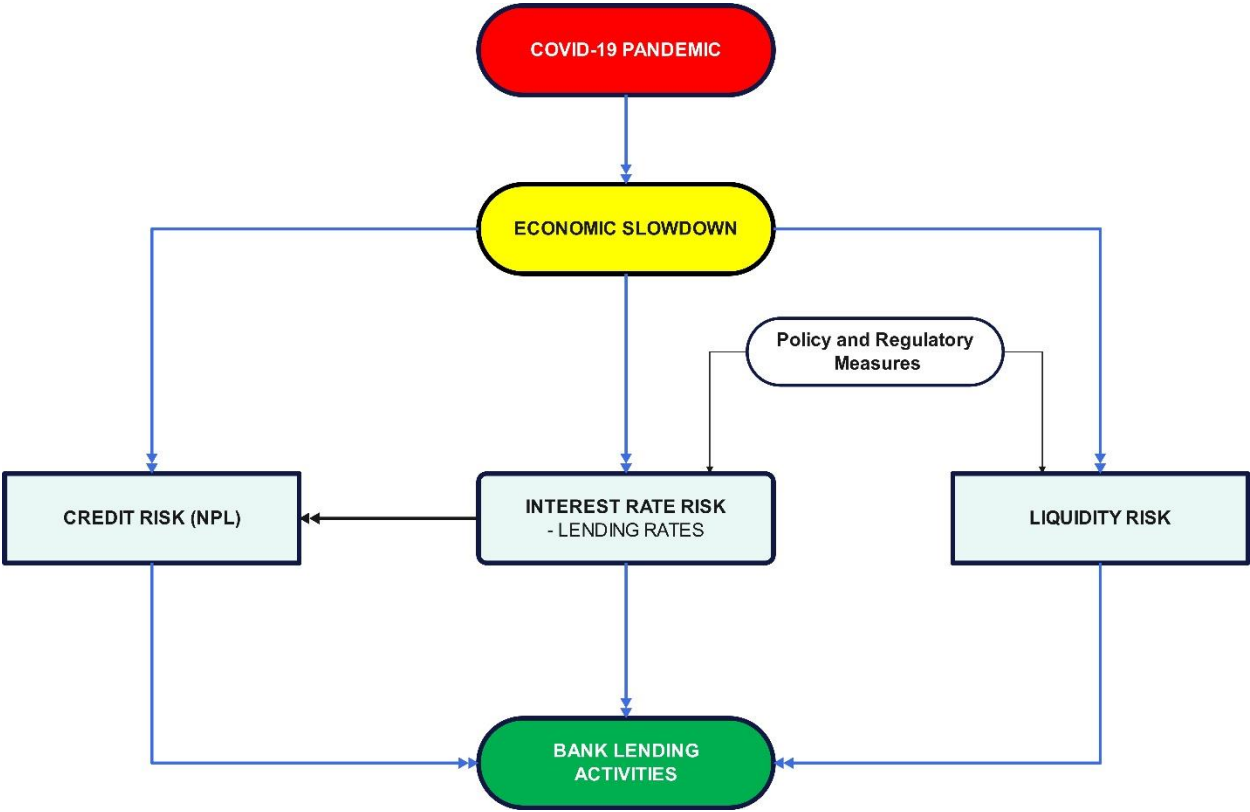 COVID-19 PANDEMIC
ECONOMIC SLOWDOWN
Policy and Regulatory
Measures
CREDIT RISK (NPL)
INTEREST RATE RISK
- LENDING RATES
LIQUIDITY RISK
BANK LENDING
ACTIVITIES